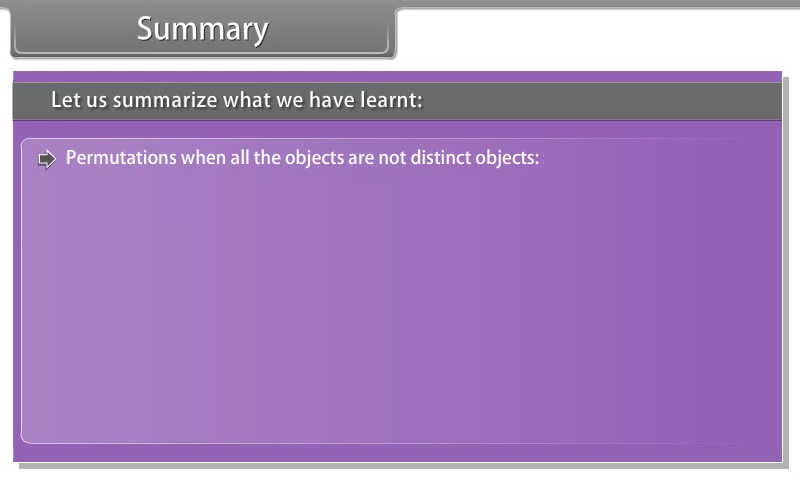 Summary
Let us summarize what we have learnt:
Permutations when all the objects are not distinct objects: